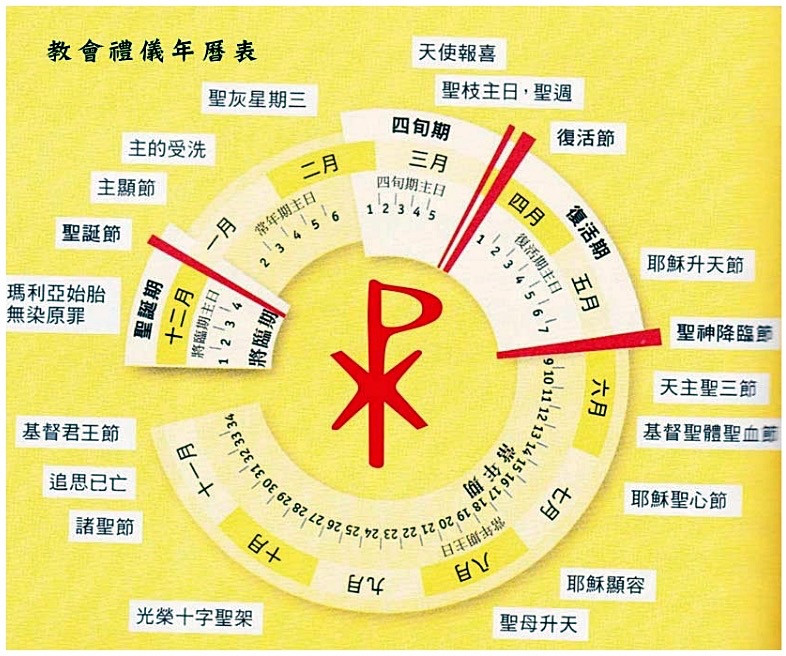 教會禮儀年曆表
天使報喜
聖枝主日,聖週
復活節
聖灰星期三
主的受洗
主顯節
聖誕節
瑪利亞始胎
無染原罪
聖誕期
十二月
將臨期主日
1 2 3 4
將臨期
一月
二月
常年期主日
2 3 4 5 6
四旬期
三月
四旬期主日
1 2 3 4 5
復活期
四月
五月
復活期主日
1 2 3 4 5 6 7
耶穌升天節
聖神降臨節
天主聖三節
基督聖體聖血節
耶穌聖心節
耶穌顯容
聖母升天
六月
七月
八月
九月
十月
十一月
常年期
常年期主日
9 10 11 12 13 14 15 16 17 18 19 20 21 22 23 24 25 26 27 28 29 30 31 32 33 34
基督君王節
追思已亡
諸聖節
光榮十字聖架